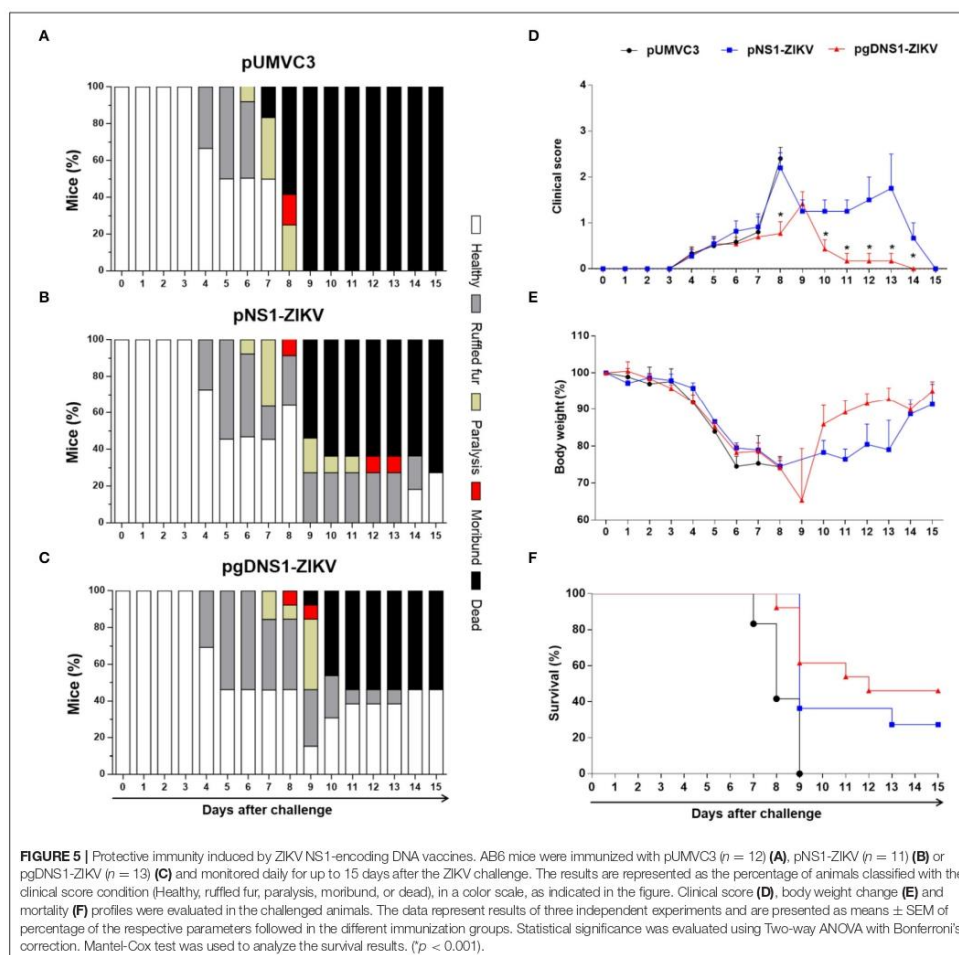 A
pUMVC3
Mice (%)
100
80
60
40
20
0
0 1 2 3 4 5 6 7 8 9 10 11 12 13 14 15
B
pNS1-ZIKV
Mice (%)
100
80
60
40
20
0
0 1 2 3 4 5 6 7 8 9 10 11 12 13 14 15
C
pgDNS1-ZIKV
Mice (%)
100
80
60
40
20
0
0 1 2 3 4 5 6 7 8 9 10 11 12 13 14 15
Days after challenge
Healthy Ruffled fur Paralysis Moribund Dead
D
pUMVC3 pNS1-ZIKV pgDNS1-ZIKV
Clinical score
4
3
2
1
0
* * * * * *
0 1 2 3 4 5 6 7 8 9 10 11 12 13 14 15
E
Body weight (%)
110
100
90
80
70
60
0 1 2 3 4 5 6 7 8 9 10 11 12 13 14 15
F
Survival (%)
100
80
60
40
20
0
0 1 2 3 4 5 6 7 8 9 10 11 12 13 14 15
Days after challenge
FIGURE 5 | Protective immunity induced by ZIKV NS1-encoding DNA vaccines. AB6 mice were immunized with pUMVC3 (n = 12) (A), pNS1-ZIKV (n = 11) (B) or
pgDNS1-ZIKV (n = 13) (C) and monitored daily for up to 15 days after the ZIKV challenge. The results are represented as the percentage of animals classified with the
clinical score condition (Healthy, ruffled fur, paralysis, moribund, or dead), in a color scale, as indicated in the figure. Clinical score (D), body weight change (E) and
mortality (F) profiles were evaluated in the challenged animals. The data represent results of three independent experiments and are presented as means ± SEM of
percentage of the respective parameters followed in the different immunization groups. Statistical significance was evaluated using Two-way ANOVA with Bonferroni's
correction. Mantel-Cox test was used to analyze the survival results. (*p < 0.001).